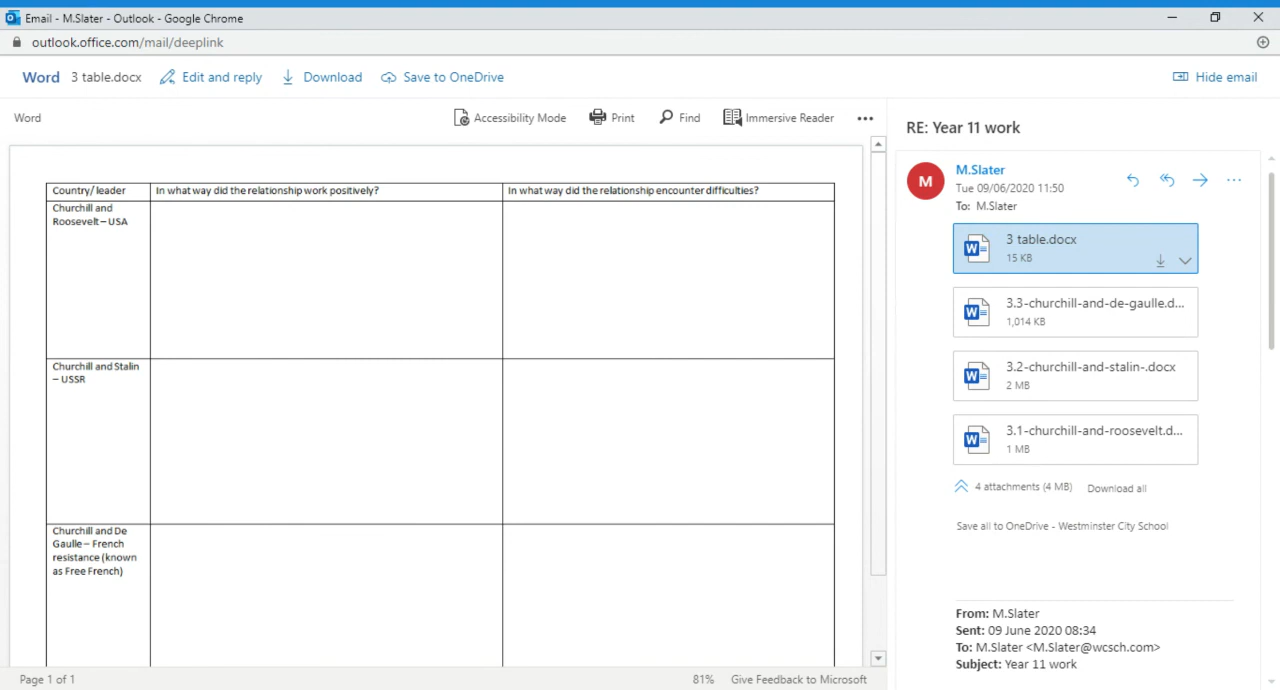 Email - M.Slater - Outlook - Google Chrome
outlook.office.com/mail/deeplink
Word 3 table.docx Edit and reply Download Save to OneDrive Hide email
Word Accessibility Mode Print Find Immersive Reader
Country/ leader In what way did the relationship work positively? In what way did the relationship encounter difficulties?
Churchill and
Roosevelt – USA
Churchill and Stalin
– USSR
Churchill and De
Gaulle – French
resistance (known
as Free French)
Page 1 of 1 81% Give Feedback to Microsoft
RE: Year 11 work
M
M.Slater
Tue 09/06/2020 11:50
To: M.Slater
3 table.docx
15 KB
3.3-churchill-and-de-gaulle.d...
1,014 KB
3.2-churchill-and-stalin-.docx
2 MB
3.1-churchill-and-roosevelt.d...
1 MB
4 attachments (4 MB) Download all
Save all to OneDrive - Westminster City School
From: M.Slater
Sent: 09 June 2020 08:34
To: M.Slater <M.Slater@wcsch.com>
Subject: Year 11 work